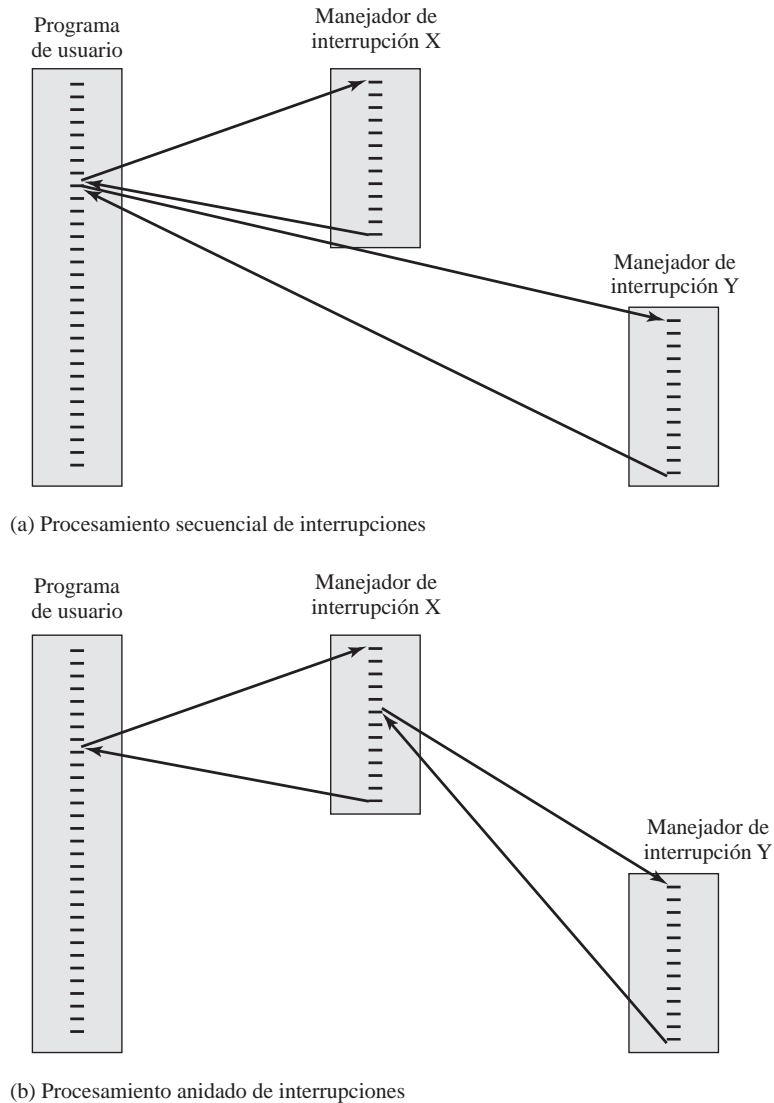 Programa
de usuario
Manejador de
interrupción X
Manejador de
interrupción Y
(a) Procesamiento secuencial de interrupciones
Programa
de usuario
Manejador de
interrupción X
Manejador de
interrupción Y
(b) Procesamiento anidado de interrupciones